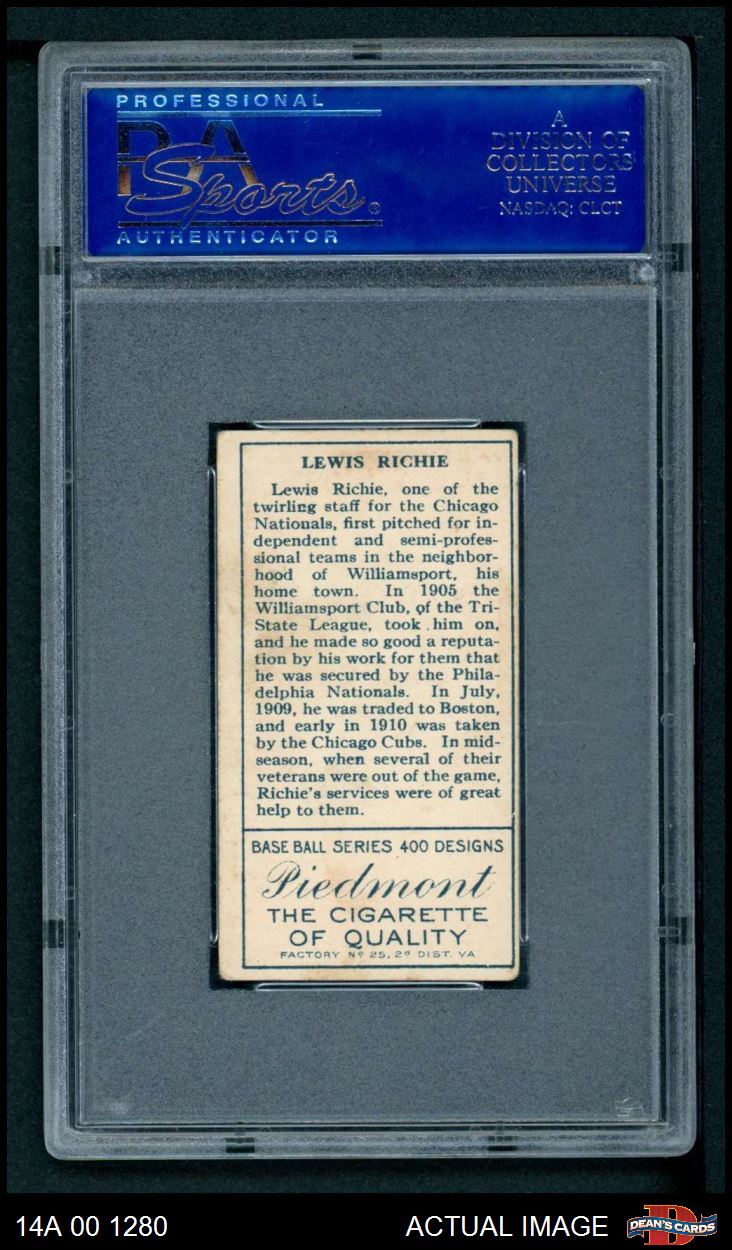 PROFESSIONAL
PSA
Sports®
AUTHENTICATOR
A
DIVISION OF
COLLECTORS
UNIVERSE
NASDAQ: CLCT
LEWIS RICHIE
Lewis Richie, one of the
twirling staff for the Chicago
Nationals, first pitched for in-
dependent and semi-profes-
sional teams in the neighbor-
hood of Williamsport, his
home town. In 1905 the
Williamsport Club, of the Tri-
State League, took him on,
and he made so good a reputa-
tion by his work for them that
he was secured by the Phila-
delphia Nationals. In July,
1909, he was traded to Boston,
and early in 1910 was taken
by the Chicago Cubs. In mid-
season, when several of their
veterans were out of the game,
Richie's services were of great
help to them.
BASE BALL SERIES 400 DESIGNS
Piedmont
THE CIGARETTE
OF QUALITY
FACTORY Nº 25, 2ᴰ DIST. VA
14A 00 1280
ACTUAL IMAGE
DEAN'S CARDS